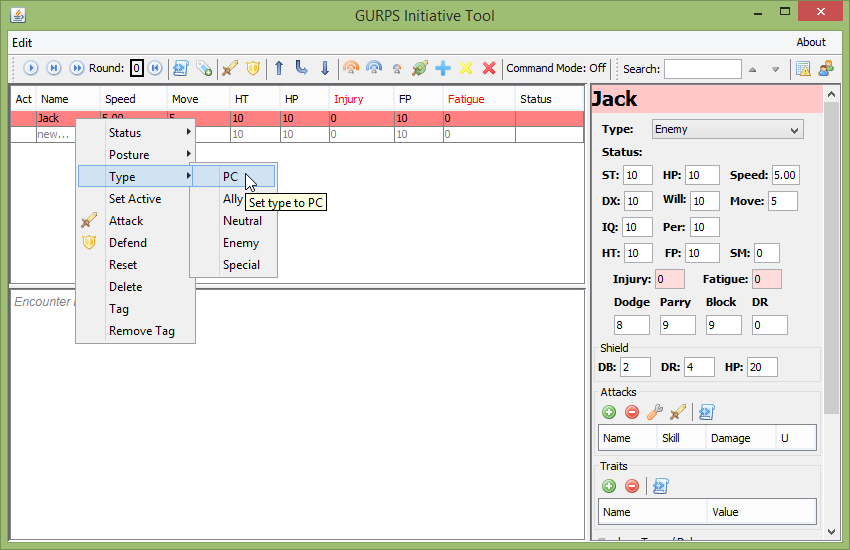 GURPS Initiative Tool
Edit About
Round: 0 Command Mode: Off Search:
Act Name Speed Move HT HP Injury FP Fatigue Status
Jack 5.00 5 10 10 0 10 0
new... 10 10 0 10 0
Status
Posture
Type
Set Active
Attack
Defend
Reset
Delete
Tag
Remove Tag
PC
Ally
Neutral
Enemy
Special
Set type to PC
Encounter
Jack
Type: Enemy
Status:
ST: 10 HP: 10 Speed: 5.00
DX: 10 Will: 10 Move: 5
IQ: 10 Per: 10
HT: 10 FP: 10 SM: 0
Injury: 0 Fatigue: 0
Dodge Parry Block DR
8 9 9 0
Shield
DB: 2 DR: 4 HP: 20
Attacks
Name Skill Damage U
Traits
Name Value